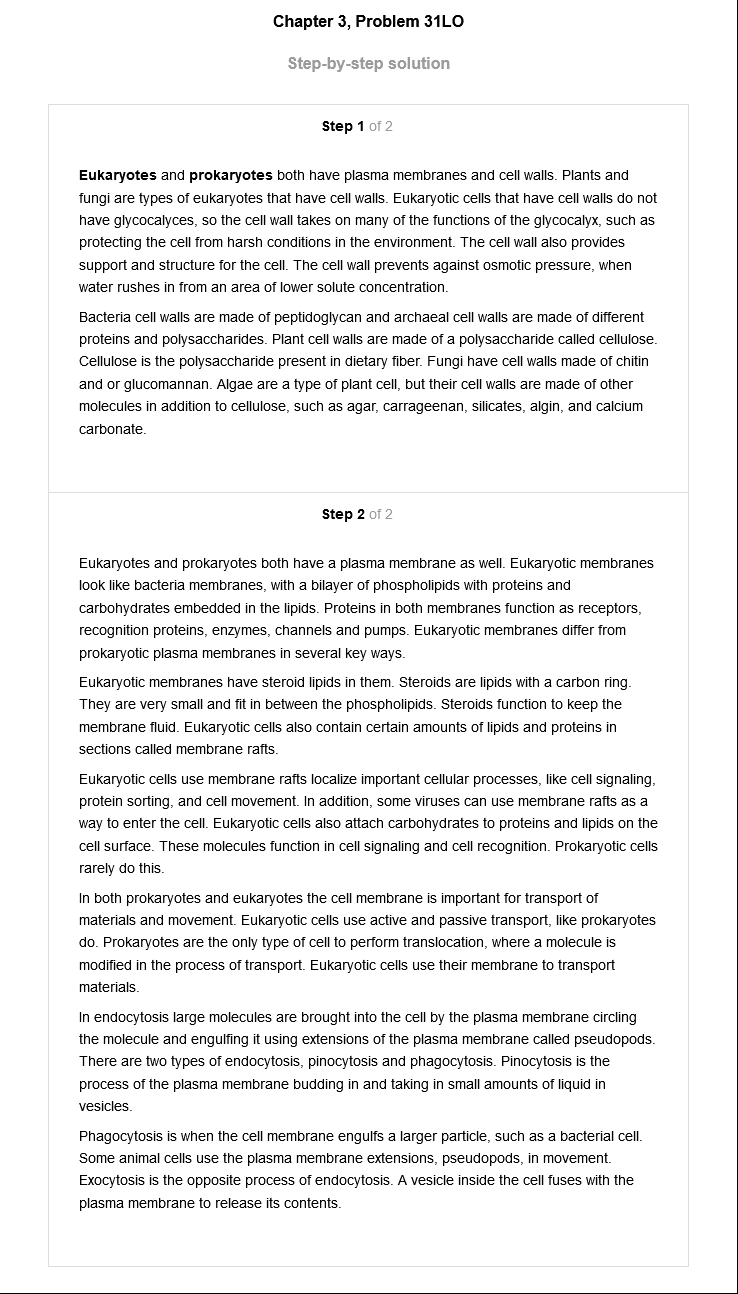 Chapter 3, Problem 31LO
Step-by-step solution
Step 1 of 2
Eukaryotes and prokaryotes both have plasma membranes and cell walls. Plants and
fungi are types of eukaryotes that have cell walls. Eukaryotic cells that have cell walls do not
have glycocalyces, so the cell wall takes on many of the functions of the glycocalyx, such as
protecting the cell from harsh conditions in the environment. The cell wall also provides
support and structure for the cell. The cell wall prevents against osmotic pressure, when
water rushes in from an area of lower solute concentration.
Bacteria cell walls are made of peptidoglycan and archaeal cell walls are made of different
proteins and polysaccharides. Plant cell walls are made of a polysaccharide called cellulose.
Cellulose is the polysaccharide present in dietary fiber. Fungi have cell walls made of chitin
and or glucomannan. Algae are a type of plant cell, but their cell walls are made of other
molecules in addition to cellulose, such as agar, carrageenan, silicates, algin, and calcium
carbonate.
Step 2 of 2
Eukaryotes and prokaryotes both have a plasma membrane as well. Eukaryotic membranes
look like bacteria membranes, with a bilayer of phospholipids with proteins and
carbohydrates embedded in the lipids. Proteins in both membranes function as receptors,
recognition proteins, enzymes, channels and pumps. Eukaryotic membranes differ from
prokaryotic plasma membranes in several key ways.
Eukaryotic membranes have steroid lipids in them. Steroids are lipids with a carbon ring.
They are very small and fit in between the phospholipids. Steroids function to keep the
membrane fluid. Eukaryotic cells also contain certain amounts of lipids and proteins in
sections called membrane rafts.
Eukaryotic cells use membrane rafts localize important cellular processes, like cell signaling,
protein sorting, and cell movement. In addition, some viruses can use membrane rafts as a
way to enter the cell. Eukaryotic cells also attach carbohydrates to proteins and lipids on the
cell surface. These molecules function in cell signaling and cell recognition. Prokaryotic cells
rarely do this.
In both prokaryotes and eukaryotes the cell membrane is important for transport of
materials and movement. Eukaryotic cells use active and passive transport, like prokaryotes
do. Prokaryotes are the only type of cell to perform translocation, where a molecule is
modified in the process of transport. Eukaryotic cells use their membrane to transport
materials.
In endocytosis large molecules are brought into the cell by the plasma membrane circling
the molecule and engulfing it using extensions of the plasma membrane called pseudopods.
There are two types of endocytosis, pinocytosis and phagocytosis. Pinocytosis is the
process of the plasma membrane budding in and taking in small amounts of liquid in
vesicles.
Phagocytosis is when the cell membrane engulfs a larger particle, such as a bacterial cell.
Some animal cells use the plasma membrane extensions, pseudopods, in movement.
Exocytosis is the opposite process of endocytosis. A vesicle inside the cell fuses with the
plasma membrane to release its contents.